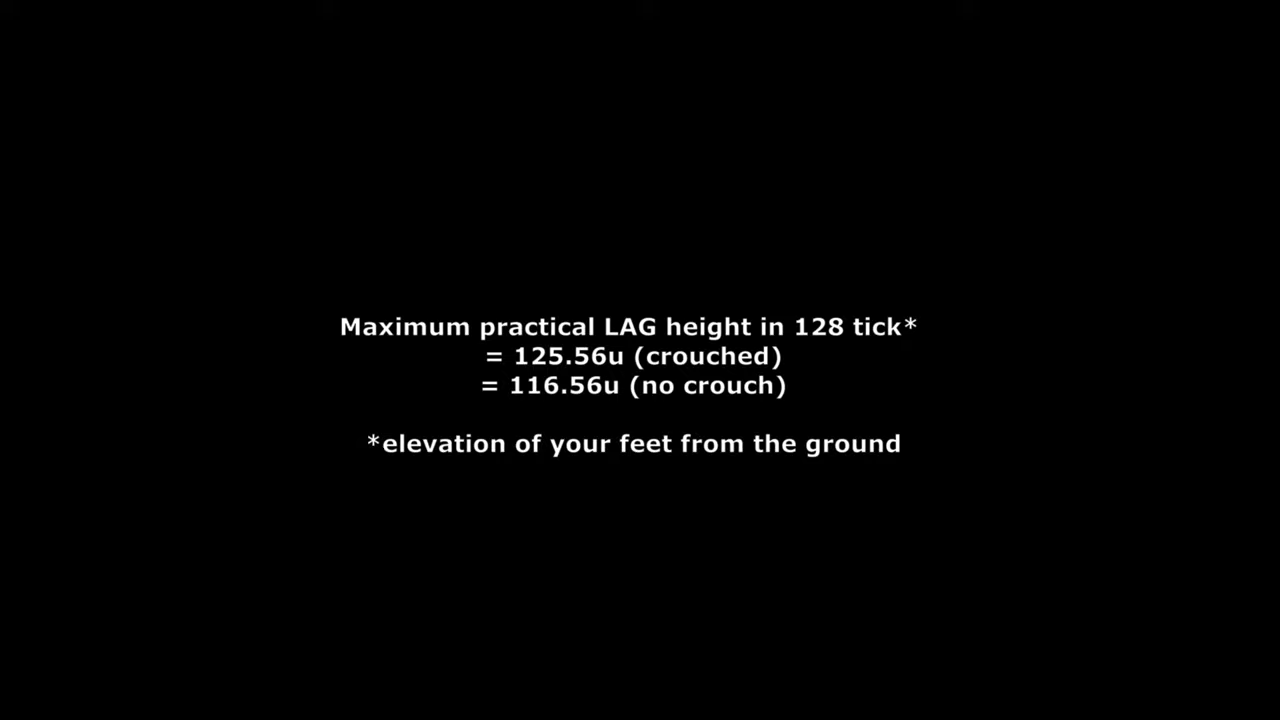 Maximum practical LAG height in 128 tick*
= 125.56u (crouched)
= 116.56u (no crouch)
*elevation of your feet from the ground